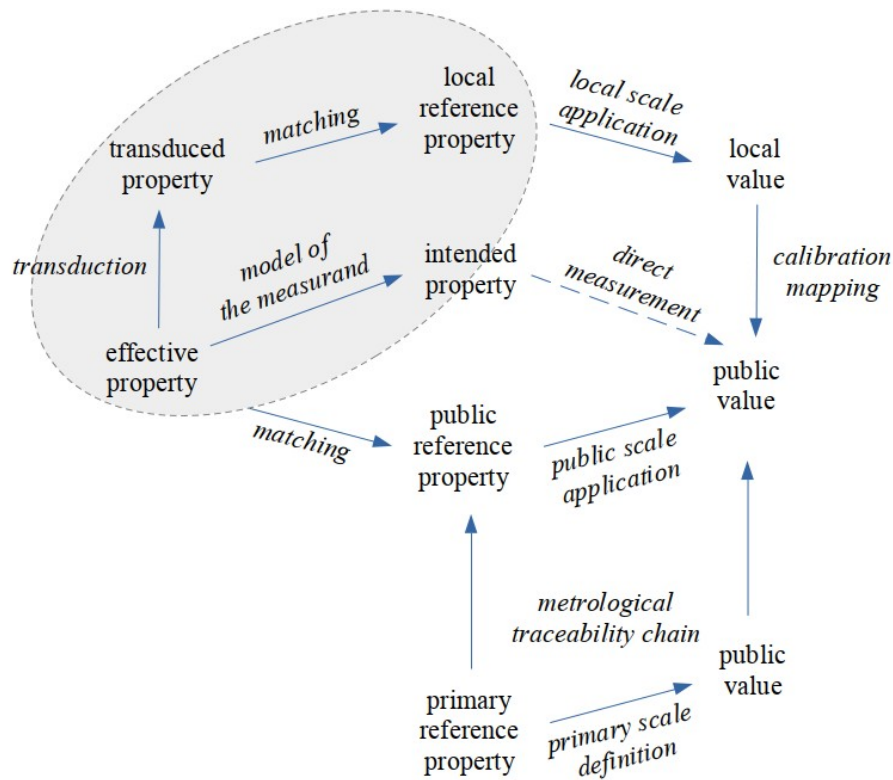 local
reference
property
local scale
application
matching
transduced
property
local
value
transduction
model of
the measurand
intended
property
direct
measurement
calibration
mapping
effective
property
public
value
matching
public
reference
property
public scale
application
metrological
traceability chain
public
value
primary
reference
property
primary scale
definition